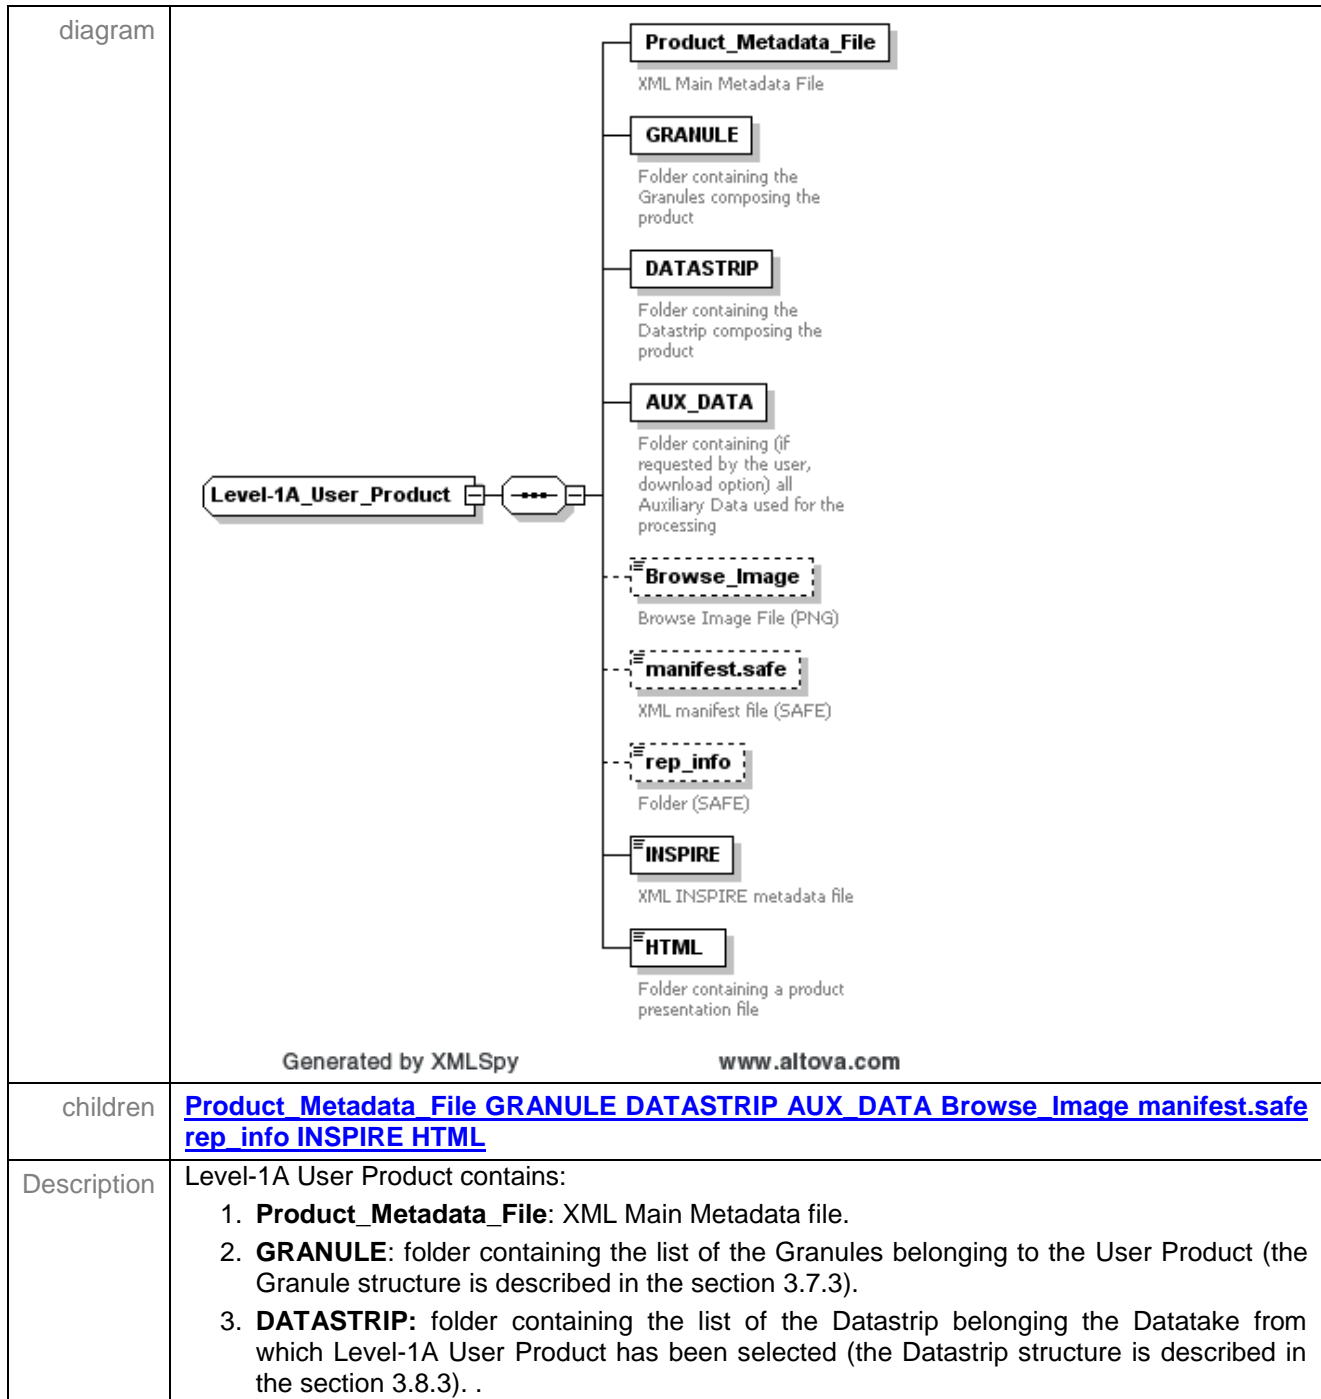 diagram
Product_Metadata_File
XML Main Metadata File
GRANULE
Folder containing the
Granules composing the
product
DATASTRIP
Folder containing the
Datastrip composing the
product
AUX_DATA
Folder containing (if
requested by the user,
download option) all
Auxiliary Data used for the
processing
Level-1A_User_Product
Browse_Image
Browse Image File (PNG)
manifest.safe
XML manifest file (SAFE)
rep_info
Folder (SAFE)
INSPIRE
XML INSPIRE metadata file
HTML
Folder containing a product
presentation file
Generated by XMLSpy www.altova.com
children
Product_Metadata_File GRANULE DATASTRIP AUX_DATA Browse_Image manifest.safe
rep_info INSPIRE HTML
Description
Level-1A User Product contains:
1. Product_Metadata_File: XML Main Metadata file.
2. GRANULE: folder containing the list of the Granules belonging to the User Product (the
Granule structure is described in the section 3.7.3).
3. DATASTRIP: folder containing the list of the Datastrip belonging the Datatake from
which Level-1A User Product has been selected (the Datastrip structure is described in
the section 3.8.3). .